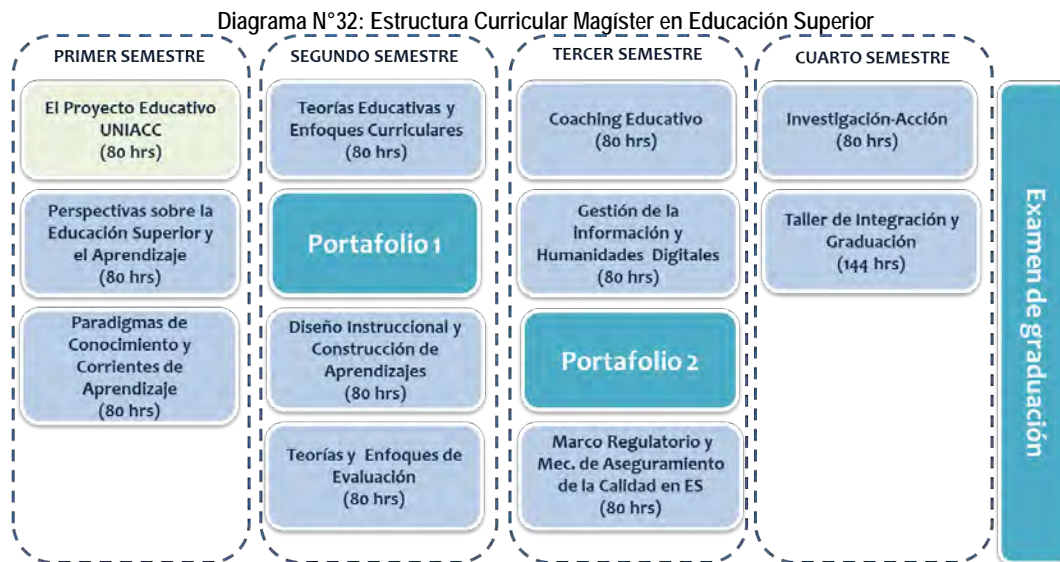 Diagrama N°32: Estructura Curricular Magíster en Educación Superior
PRIMER SEMESTRE
El Proyecto Educativo
UNIACC
(80 hrs)
Perspectivas sobre la
Educación Superior y
el Aprendizaje
(80 hrs)
Paradigmas de
Conocimiento y
Corrientes de
Aprendizaje
(80 hrs)
SEGUNDO SEMESTRE
Teorías Educativas y
Enfoques Curriculares
(80 hrs)
Portafolio 1
Diseño Instruccional y
Construcción de
Aprendizajes
(80 hrs)
Teorías y Enfoques de
Evaluación
(80 hrs)
TERCER SEMESTRE
Coaching Educativo
(80 hrs)
Gestión de la
Información y
Humanidades Digitales
(80 hrs)
Portafolio 2
Marco Regulatorio y
Mec. de Aseguramiento
de la Calidad en ES
(80 hrs)
CUARTO SEMESTRE
Investigación-Acción
(80 hrs)
Taller de Integración y
Graduación
(144 hrs)
Examen de graduación